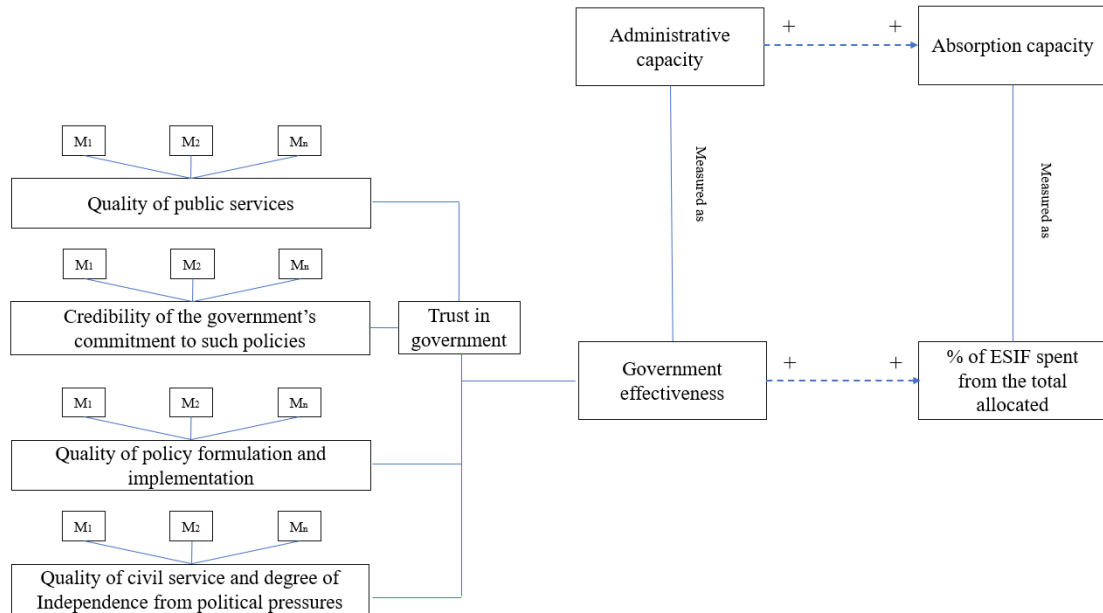 Administrative
capacity
+ +
Absorption capacity
Measured as
Measured as
M1 M2 Mn
Quality of public services
M1 M2 Mn
Credibility of the government’s
commitment to such policies
Trust in
government
M1 M2 Mn
Quality of policy formulation and
implementation
M1 M2 Mn
Quality of civil service and degree of
Independence from political pressures
Government
effectiveness
+ +
% of ESIF spent
from the total
allocated